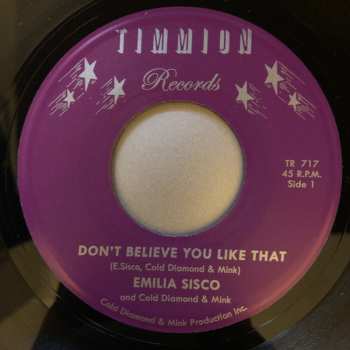 TIMMION
Records
TR 717
45 R.P.M.
Side 1
DON'T BELIEVE YOU LIKE THAT
(E.Sisco, Cold Diamond & Mink)
EMILIA SISCO
and Cold Diamond & Mink
Cold Diamond & Mink Production Inc.